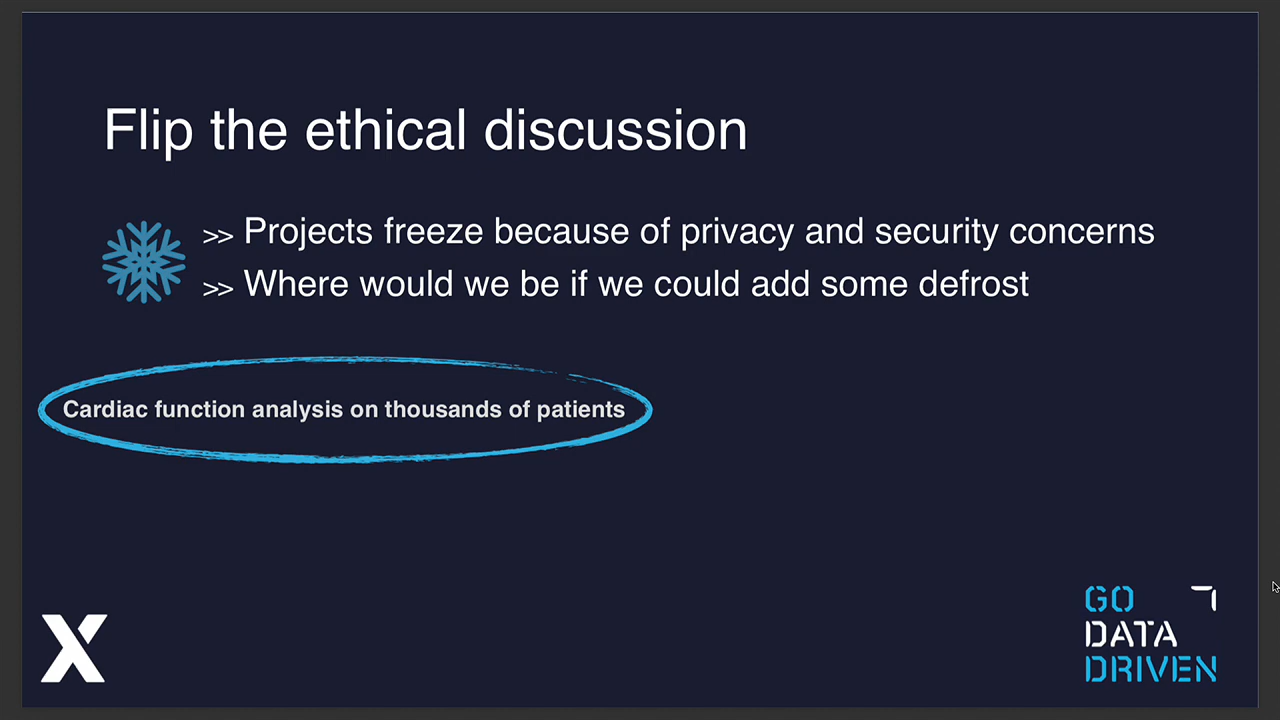 Flip the ethical discussion
>> Projects freeze because of privacy and security concerns
>> Where would we be if we could add some defrost
Cardiac function analysis on thousands of patients
X
GO
DATA
DRIVEN